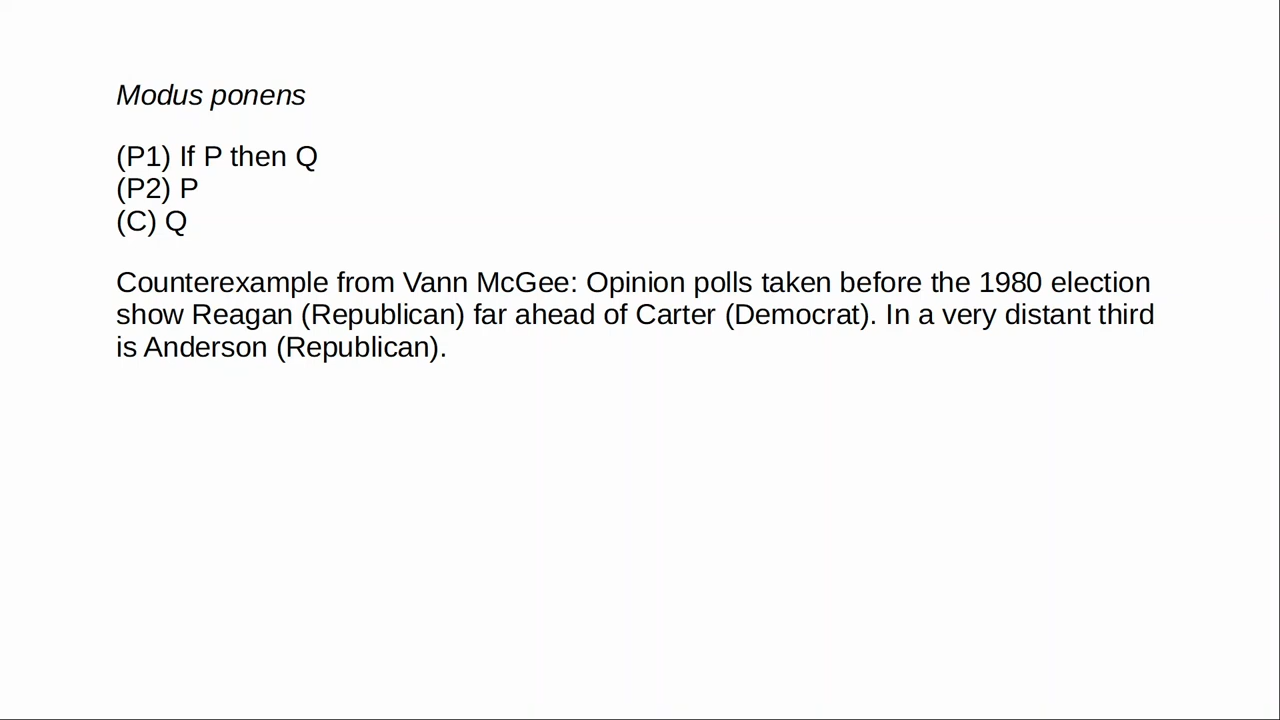 Modus ponens
(P1) If P then Q
(P2) P
(C) Q
Counterexample from Vann McGee: Opinion polls taken before the 1980 election
show Reagan (Republican) far ahead of Carter (Democrat). In a very distant third
is Anderson (Republican).